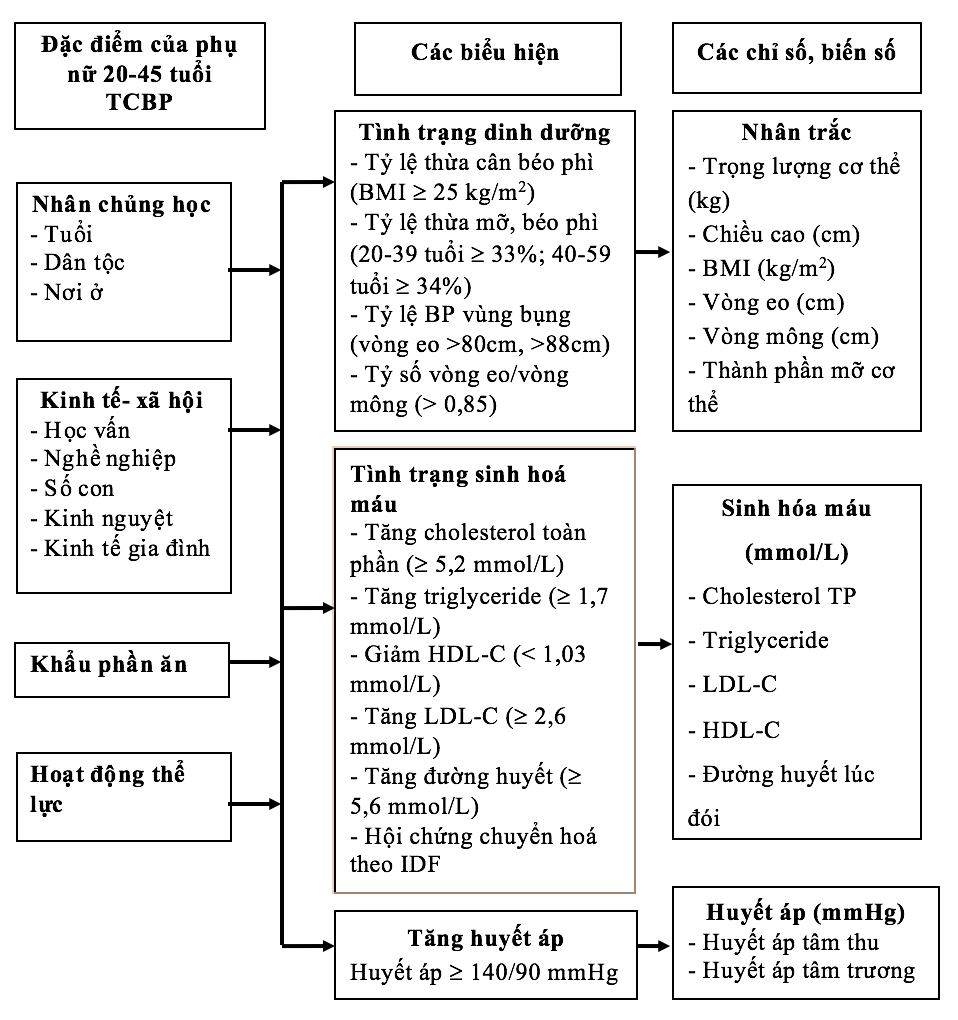 Đặc điểm của phụ
nữ 20-45 tuổi
TCBP
Nhân chủng học
- Tuổi
- Dân tộc
- Nơi ở
Kinh tế- xã hội
- Học vấn
- Nghề nghiệp
- Số con
- Kinh nguyệt
- Kinh tế gia đình
Khẩu phần ăn
Hoạt động thể
lực
Các biểu hiện
Tình trạng dinh dưỡng
- Tỷ lệ thừa cân béo phì
(BMI ≥ 25 kg/m²)
- Tỷ lệ thừa mỡ, béo phì
(20-39 tuổi ≥ 33%; 40-59
tuổi ≥ 34%)
- Tỷ lệ BP vùng bụng
(vòng eo >80cm, >88cm)
- Tỷ số vòng eo/vòng
mông (> 0,85)
Tình trạng sinh hoá
máu
- Tăng cholesterol toàn
phần (≥ 5,2 mmol/L)
- Tăng triglyceride (≥ 1,7
mmol/L)
- Giảm HDL-C (< 1,03
mmol/L)
- Tăng LDL-C (≥ 2,6
mmol/L)
- Tăng đường huyết (≥
5,6 mmol/L)
- Hội chứng chuyển hoá
theo IDF
Tăng huyết áp
Huyết áp ≥ 140/90 mmHg
Các chỉ số, biến số
Nhân trắc
- Trọng lượng cơ thể
(kg)
- Chiều cao (cm)
- BMI (kg/m²)
- Vòng eo (cm)
- Vòng mông (cm)
- Thành phần mỡ cơ
thể
Sinh hóa máu
(mmol/L)
- Cholesterol TP
- Triglyceride
- LDL-C
- HDL-C
- Đường huyết lúc
đói
Huyết áp (mmHg)
- Huyết áp tâm thu
- Huyết áp tâm trương